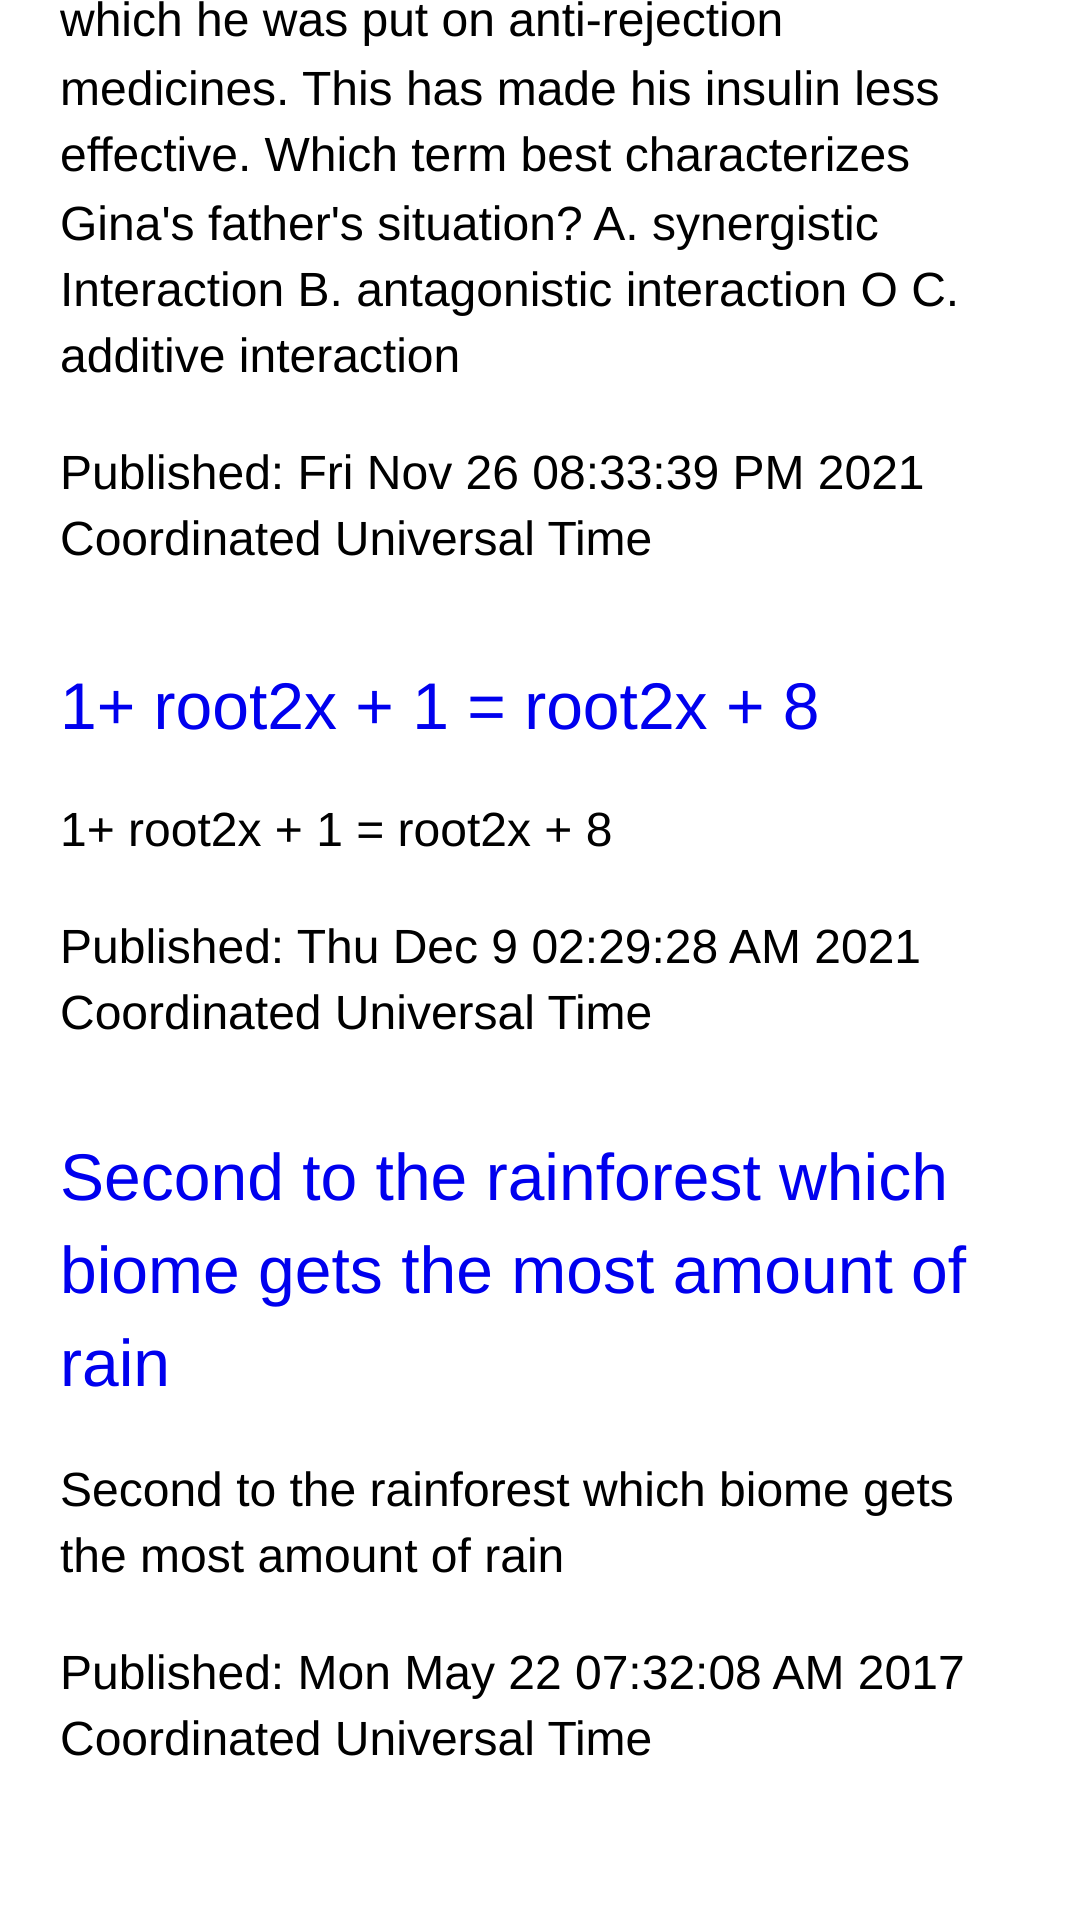 which he was put on anti-rejection
medicines. This has made his insulin less
effective. Which term best characterizes
Gina's father's situation? A. synergistic
Interaction B. antagonistic interaction O C.
additive interaction
Published: Fri Nov 26 08:33:39 PM 2021
Coordinated Universal Time
1+ root2x + 1 = root2x + 8
1+ root2x + 1 = root2x + 8
Published: Thu Dec 9 02:29:28 AM 2021
Coordinated Universal Time
Second to the rainforest which
biome gets the most amount of
rain
Second to the rainforest which biome gets
the most amount of rain
Published: Mon May 22 07:32:08 AM 2017
Coordinated Universal Time